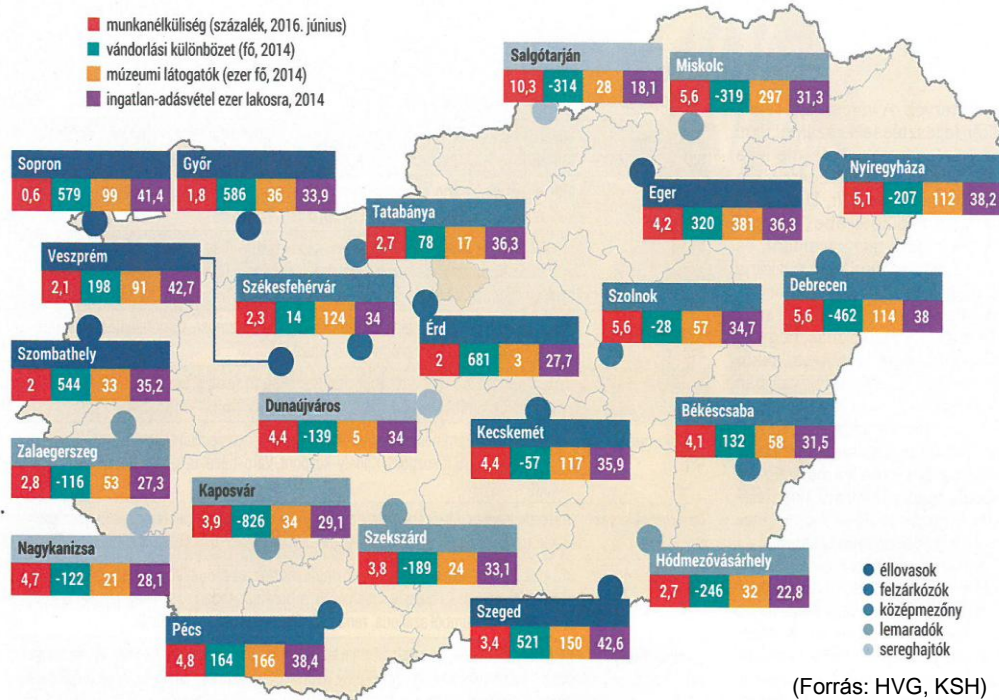 munkanélküliség (százalék, 2016. június)
vándorlási különbözet (fő, 2014)
múzeumi látogatók (ezer fő, 2014)
ingatlan-adásvétel ezer lakosra, 2014
Salgótarján
10,3 -314 28 18,1
Miskolc
5,6 -319 297 31,3
Sopron
0,6 579 99 41,4
Győr
1,8 586 36 33,9
Nyíregyháza
5,1 -207 112 38,2
Eger
4,2 320 381 36,3
Tatabánya
2,7 78 17 36,3
Veszprém
2,1 198 91 42,7
Székesfehérvár
2,3 14 124 34
Érd
2 681 3 27,7
Szolnok
5,6 -28 57 34,7
Debrecen
5,6 -462 114 38
Szombathely
2 544 33 35,2
Dunaújváros
4,4 -139 5 34
Kecskemét
4,4 -57 117 35,9
Békéscsaba
4,1 132 58 31,5
Zalaegerszeg
2,8 -116 53 27,3
Kaposvár
3,9 -826 34 29,1
Szekszárd
3,8 -189 24 33,1
Nagykanizsa
4,7 -122 21 28,1
Hódmezővásárhely
2,7 -246 32 22,8
Pécs
4,8 164 166 38,4
Szeged
3,4 521 150 42,6
éllovasok
felzárkózók
középmezőny
lemaradók
sereghajtók
(Forrás: HVG, KSH)